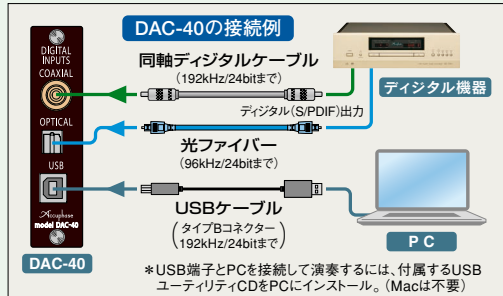 DAC-40の接続例
DIGITAL
INPUTS
COAXIAL
OPTICAL
USB
Accuphase
model DAC-40
DAC-40
同軸ディジタルケーブル
(192kHz/24bitまで)
ディジタル機器
ディジタル(S/PDIF)出力
光ファイバー
(96kHz/24bitまで)
USBケーブル
(タイプBコネクター
192kHz/24bitまで)
PC
*USB端子とPCを接続して演奏するには、付属するUSB
ユーティリティCDをPCにインストール。(Macは不要)